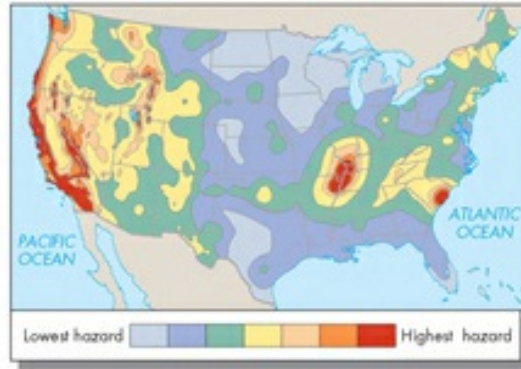 PACIFIC
OCEAN
ATLANTIC
OCEAN
Lowest hazard
Highest hazard